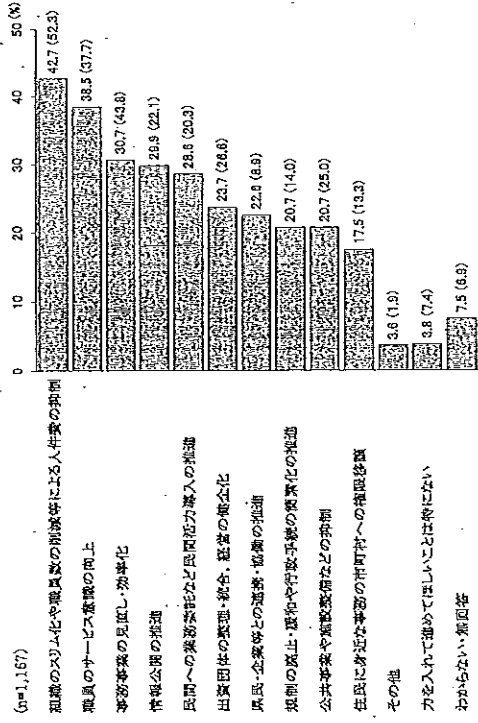 (n=1,167)
0 10 20 30 40 50 (%)
組織のスリム化や職員数の削減等による人件費の抑制 42.7 (52.3)
職員のサービス意識の向上 38.5 (37.7)
事務事業の見直し・効率化 30.7 (43.8)
情報公開の推進 29.9 (22.1)
民間への業務委託など民間活力導入の推進 28.6 (20.3)
出資団体の整理・統合，経営の健全化 23.7 (26.6)
県民・企業等との連携・協働の推進 22.6 (8.9)
規制の廃止・緩和や行政手続の簡素化の推進 20.7 (14.0)
公共事業や施設整備などの抑制 20.7 (25.0)
住民に身近な事務の市町村への権限移譲 17.5 (13.3)
その他 3.6 (1.9)
力を入れて進めてほしいことは特にない 3.8 (7.4)
わからない・無回答 7.5 (6.9)